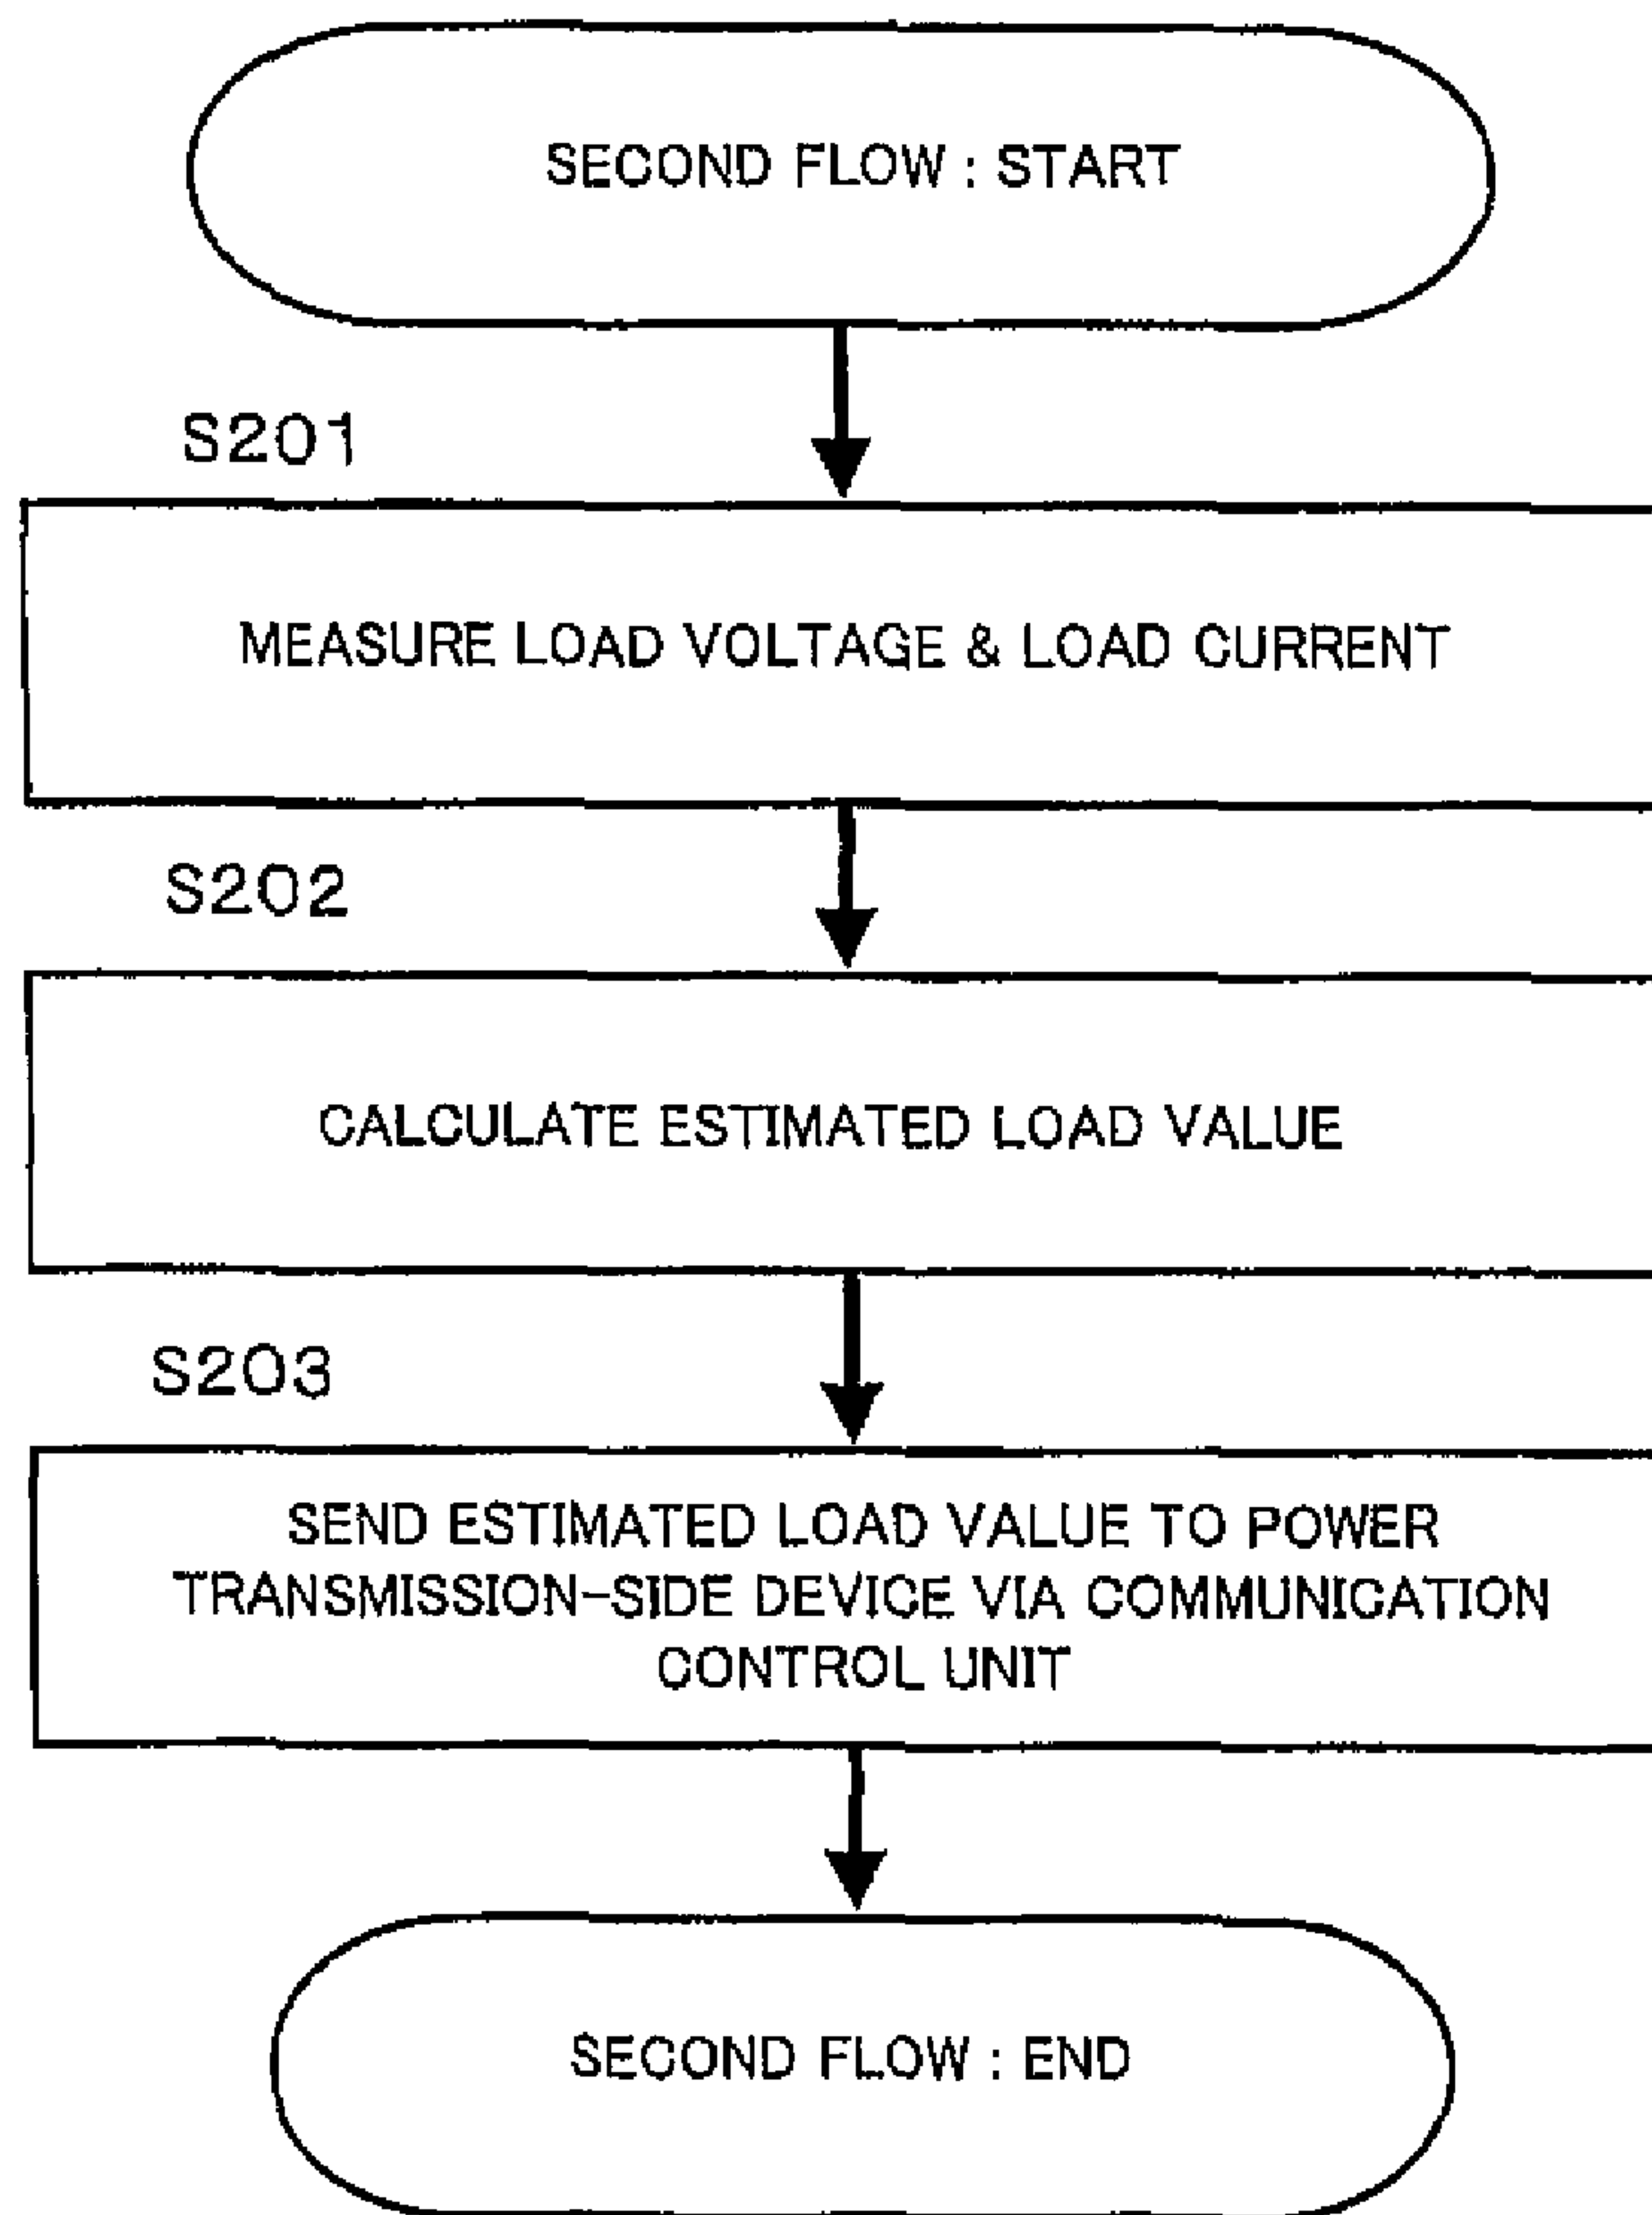 SECOND FLOW : START
S201
MEASURE LOAD VOLTAGE & LOAD CURRENT
S202
CALCULATE ESTIMATED LOAD VALUE
S203
SEND ESTIMATED LOAD VALUE TO POWER
TRANSMISSION-SIDE DEVICE VIA COMMUNICATION
CONTROL UNIT
SECOND FLOW : END